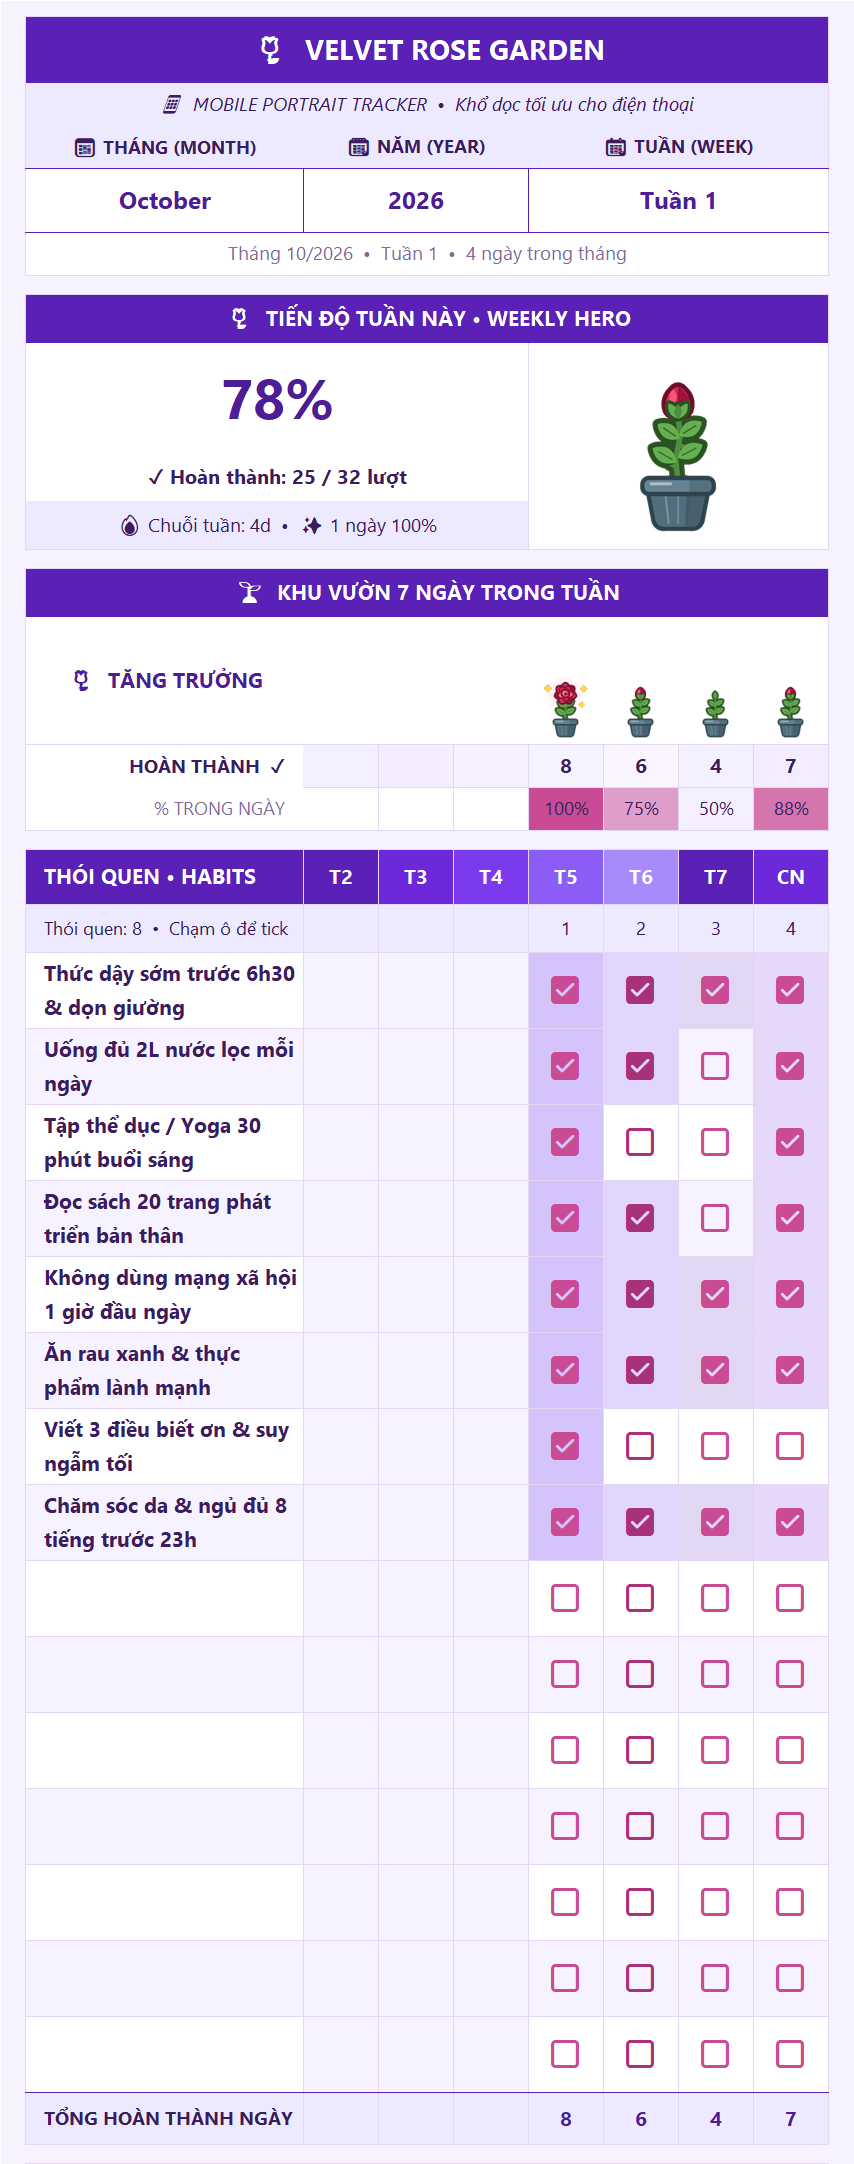 VELVET ROSE GARDEN
MOBILE PORTRAIT TRACKER • Khổ dọc tối ưu cho điện thoại
THÁNG (MONTH) NĂM (YEAR) TUẦN (WEEK)
October 2026 Tuần 1
Tháng 10/2026 • Tuần 1 • 4 ngày trong tháng
TIẾN ĐỘ TUẦN NÀY • WEEKLY HERO
78%
✓ Hoàn thành: 25 / 32 lượt
Chuỗi tuần: 4d • 1 ngày 100%
KHU VƯỜN 7 NGÀY TRONG TUẦN
TĂNG TRƯỞNG
HOÀN THÀNH ✓ 8 6 4 7
% TRONG NGÀY 100% 75% 50% 88%
THÓI QUEN • HABITS T2 T3 T4 T5 T6 T7 CN
Thói quen: 8 • Chạm ô để tick 1 2 3 4
Thức dậy sớm trước 6h30
& dọn giường
Uống đủ 2L nước lọc mỗi
ngày
Tập thể dục / Yoga 30
phút buổi sáng
Đọc sách 20 trang phát
triển bản thân
Không dùng mạng xã hội
1 giờ đầu ngày
Ăn rau xanh & thực
phẩm lành mạnh
Viết 3 điều biết ơn & suy
ngẫm tối
Chăm sóc da & ngủ đủ 8
tiếng trước 23h
TỔNG HOÀN THÀNH NGÀY 8 6 4 7